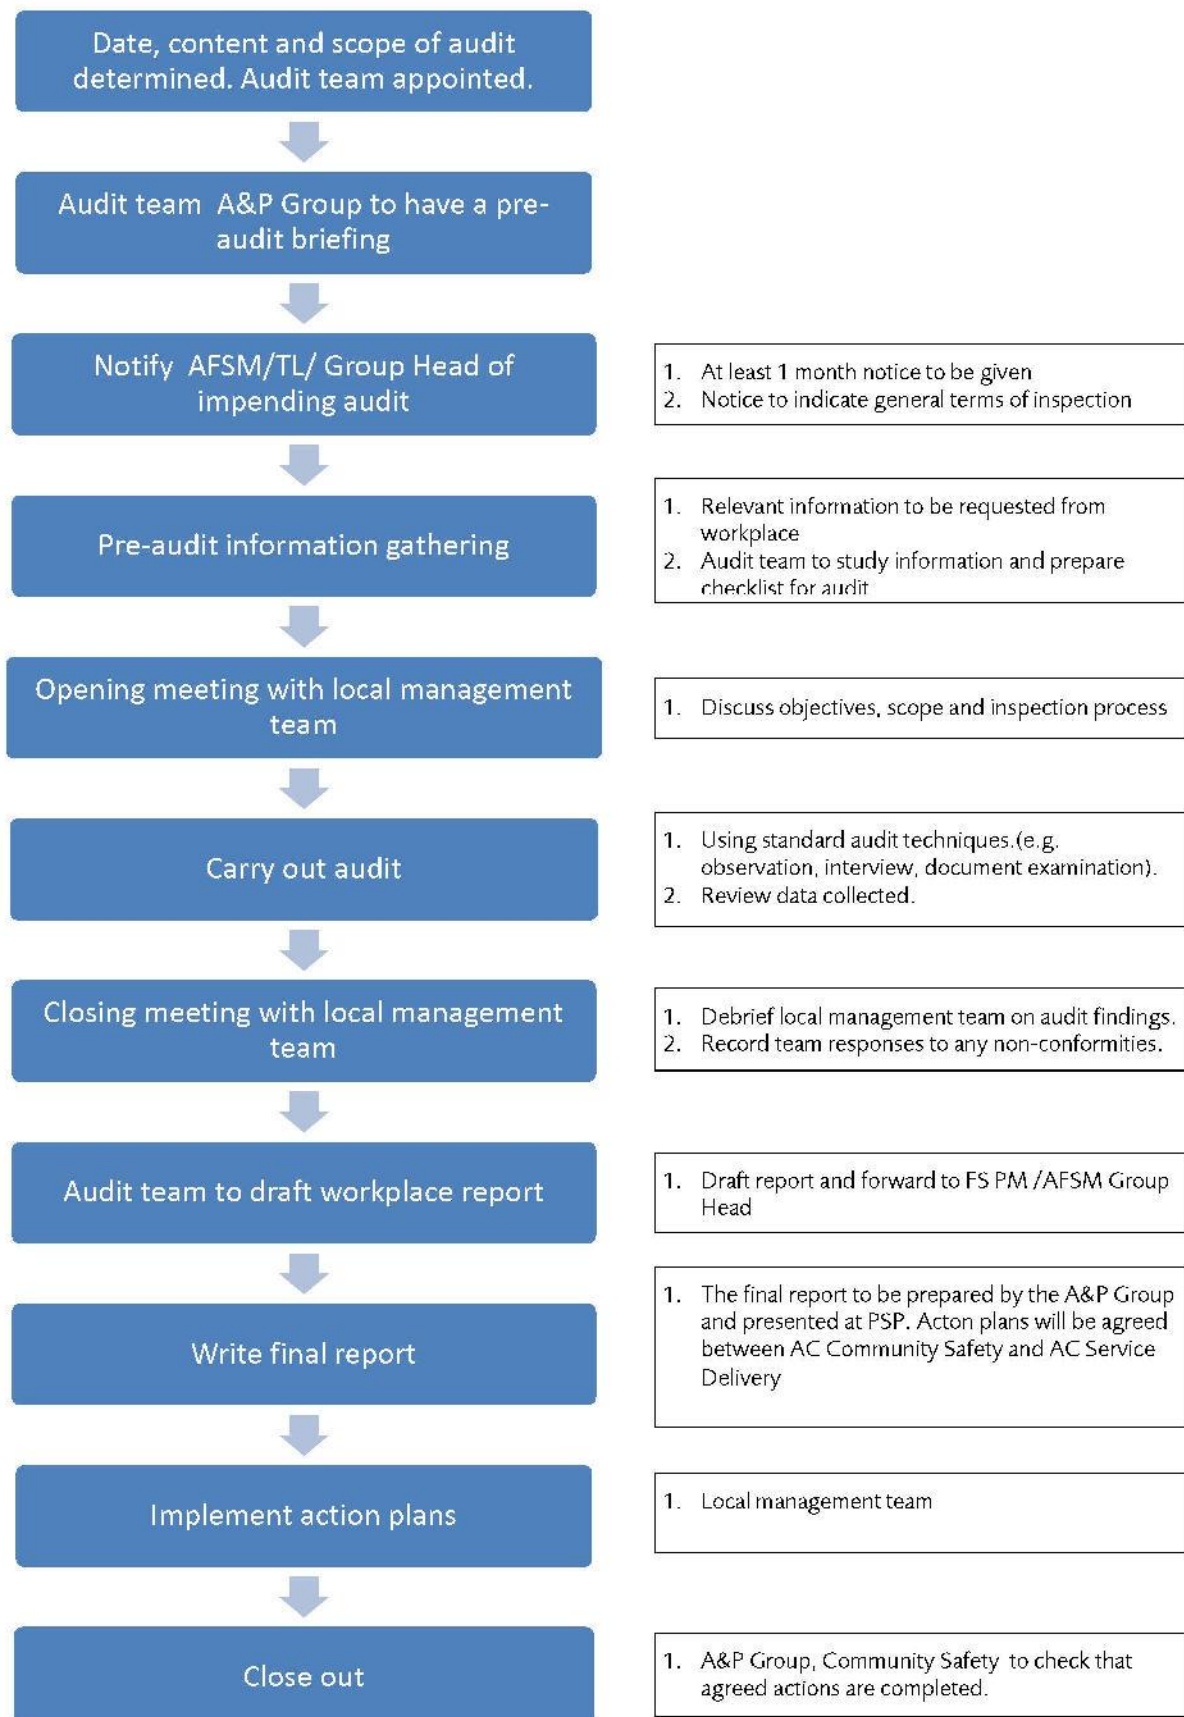 Date, content and scope of audit
determined. Audit team appointed.
Audit team A&P Group to have a pre-
audit briefing
Notify AFSM/TL/ Group Head of
impending audit
1. At least 1 month notice to be given
2. Notice to indicate general terms of inspection
Pre-audit information gathering
1. Relevant information to be requested from
workplace
2. Audit team to study information and prepare
checklist for audit
Opening meeting with local management
team
1. Discuss objectives, scope and inspection process
Carry out audit
1. Using standard audit techniques.(e.g.
observation, interview, document examination).
2. Review data collected.
Closing meeting with local management
team
1. Debrief local management team on audit findings.
2. Record team responses to any non-conformities.
Audit team to draft workplace report
1. Draft report and forward to FS PM /AFSM Group
Head
Write final report
1. The final report to be prepared by the A&P Group
and presented at PSP. Acton plans will be agreed
between AC Community Safety and AC Service
Delivery
Implement action plans
1. Local management team
Close out
1. A&P Group, Community Safety to check that
agreed actions are completed.